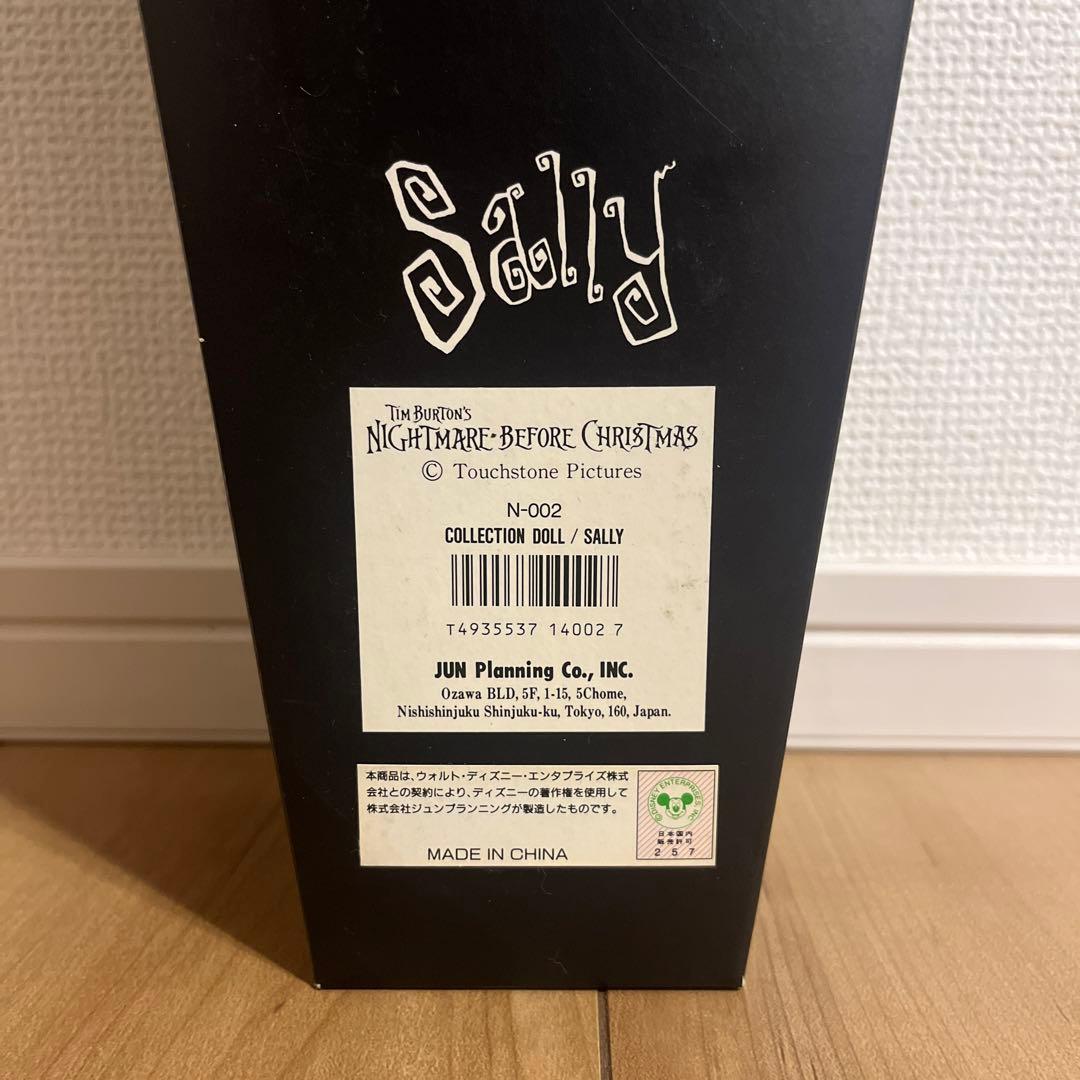 Sally
TIM BURTON'S
NIGHTMARE·BEFORE CHRISTMAS
© Touchstone Pictures
N-002
COLLECTION DOLL / SALLY
T4935537 14002 7
JUN Planning Co., INC.
Ozawa BLD, 5F, 1-15, 5Chome,
Nishishinjuku Shinjuku-ku, Tokyo, 160, Japan.
本商品は、ウォルト・ディズニー・エンタプライズ株式
会社との契約により、ディズニーの著作権を使用して
株式会社ジュンプランニングが製造したものです。
MADE IN CHINA
©DISNEY ENTERPRISES INC
日本国内
販売許可
257